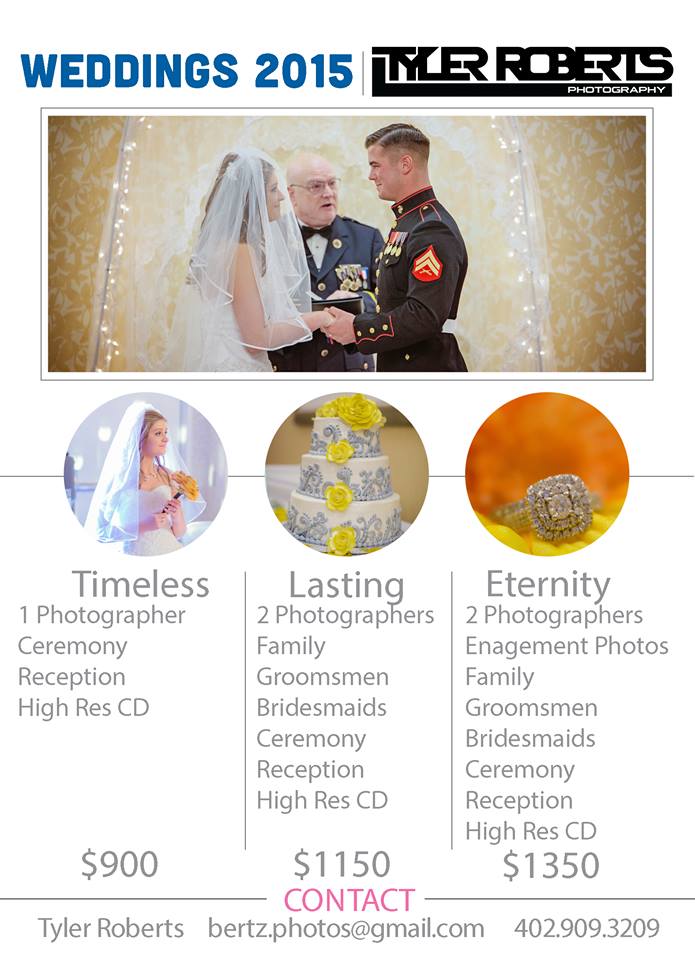 WEDDINGS 2015
TYLER ROBERTS
PHOTOGRAPHY
Timeless
1 Photographer
Ceremony
Reception
High Res CD
$900
Lasting
2 Photographers
Family
Groomsmen
Bridesmaids
Ceremony
Reception
High Res CD
$1150
Eternity
2 Photographers
Enagement Photos
Family
Groomsmen
Bridesmaids
Ceremony
Reception
High Res CD
$1350
CONTACT
Tyler Roberts bertz.photos@gmail.com 402.909.3209